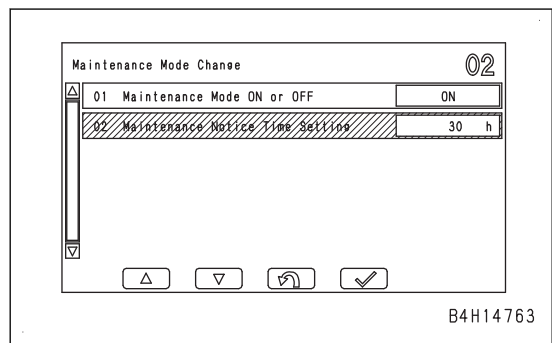 Maintenance Mode Change 02
01 Maintenance Mode ON or OFF ON
02 Maintenance Notice Time Setting 30 h
B4H14763